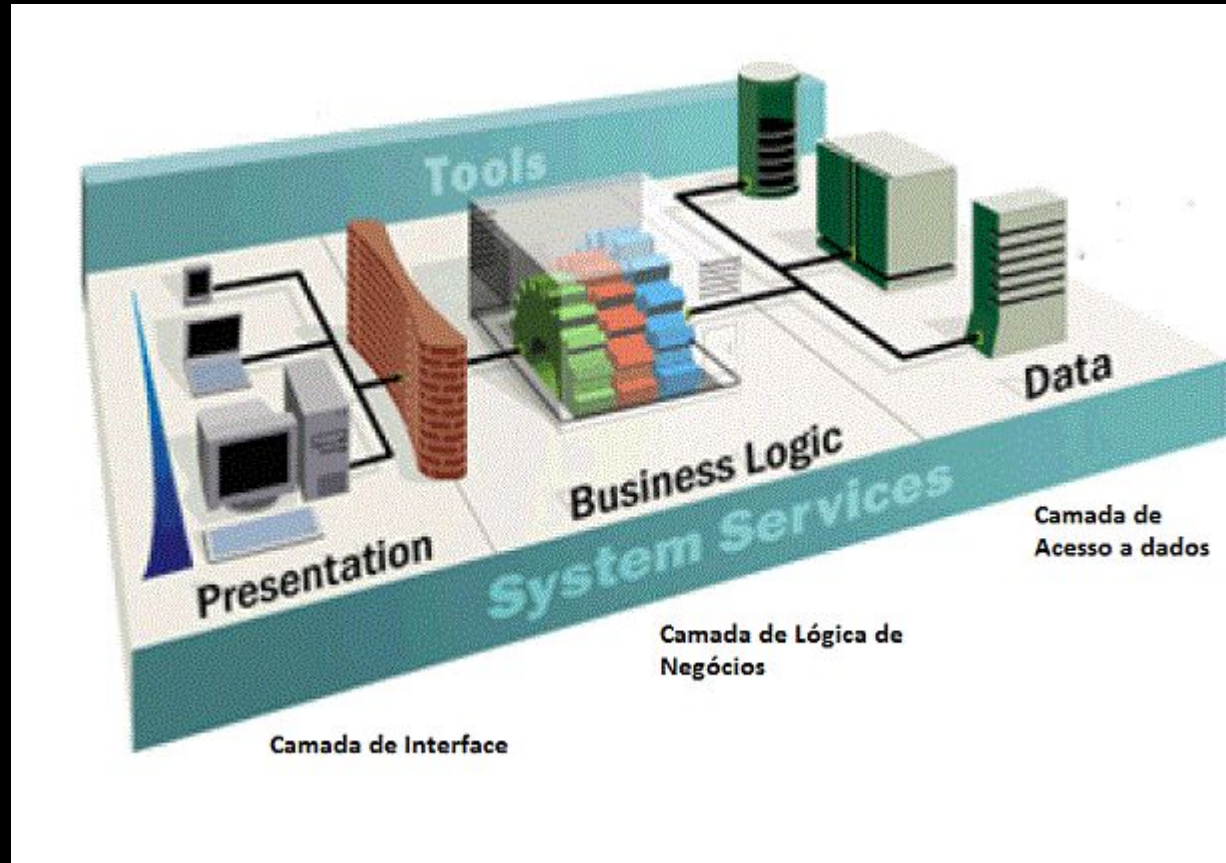 Tools
Presentation
Business Logic
Data
System Services
Camada de
Acesso a dados
Camada de Lógica de
Negócios
Camada de Interface